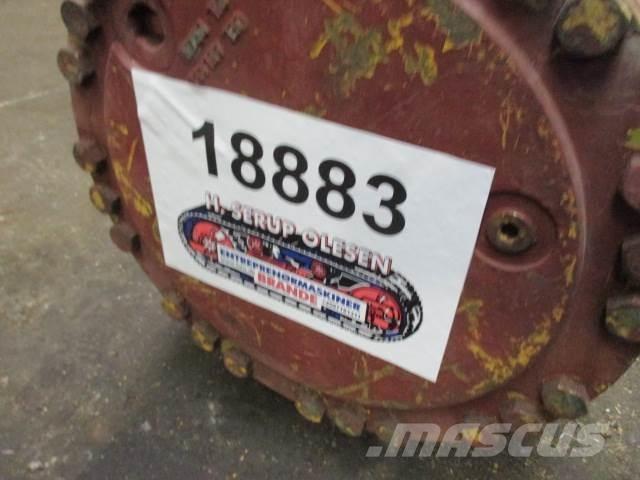 18883
H. SERUP OLESEN
ENTREPRENØRMASKINER
BRANDE
MASCUS